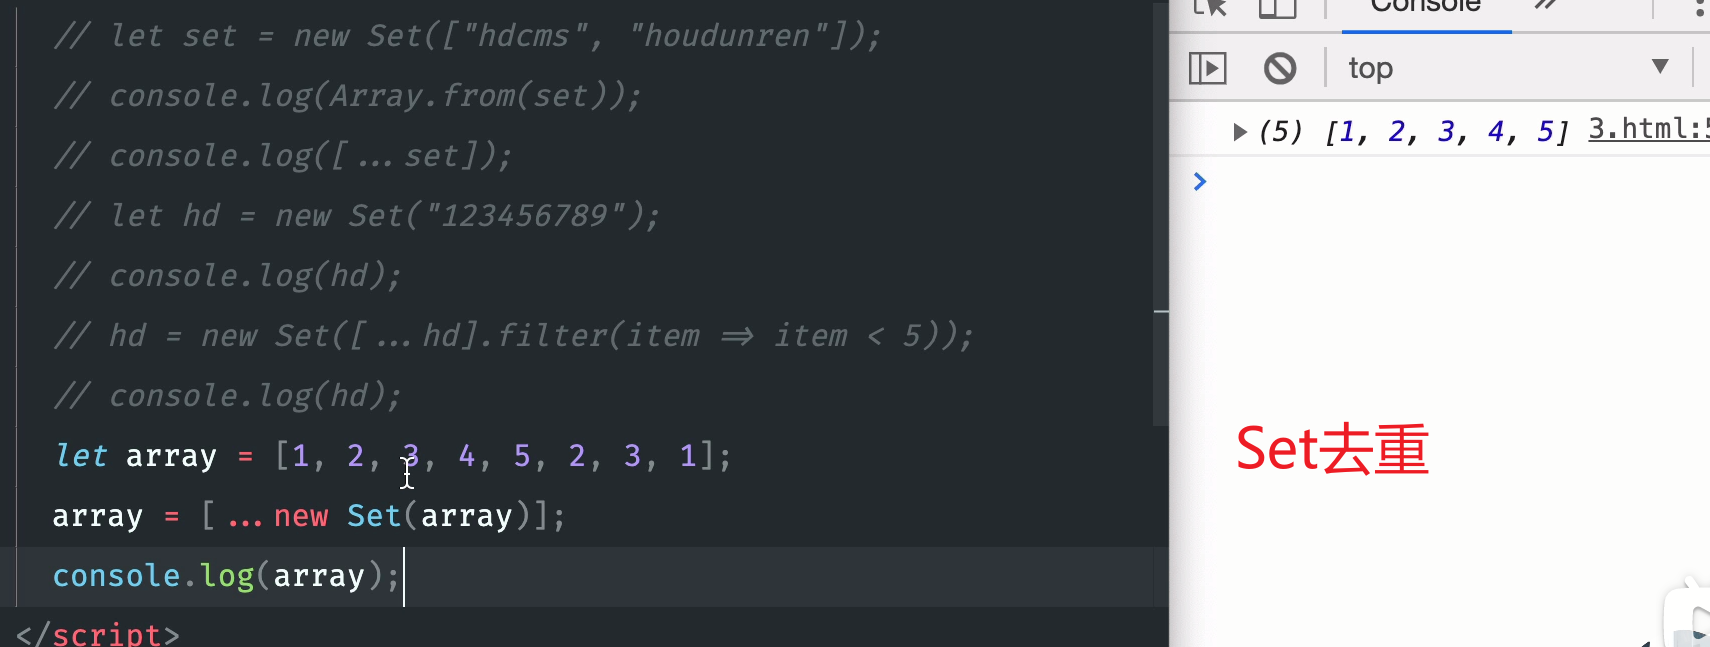 // let set = new Set(["hdcms", "houdunren"]);
// console.log(Array.from(set));
// console.log([...set]);
// let hd = new Set("123456789");
// console.log(hd);
// hd = new Set([...hd].filter(item => item < 5));
// console.log(hd);
let array = [1, 2, 3, 4, 5, 2, 3, 1];
array = [...new Set(array)];
console.log(array);
</script>
Console
top
(5) [1, 2, 3, 4, 5] 3.html:5
Set去重